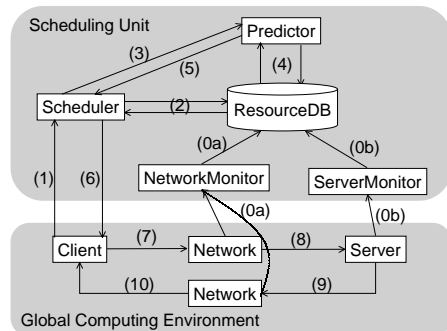 Scheduling Unit
Predictor
(3)
(5)
(4)
Scheduler
(2)
ResourceDB
(0a)
(0b)
(1)
(6)
NetworkMonitor
ServerMonitor
(0a)
(0b)
(7)
(8)
Client
Network
Server
(10)
(9)
Network
Global Computing Environment